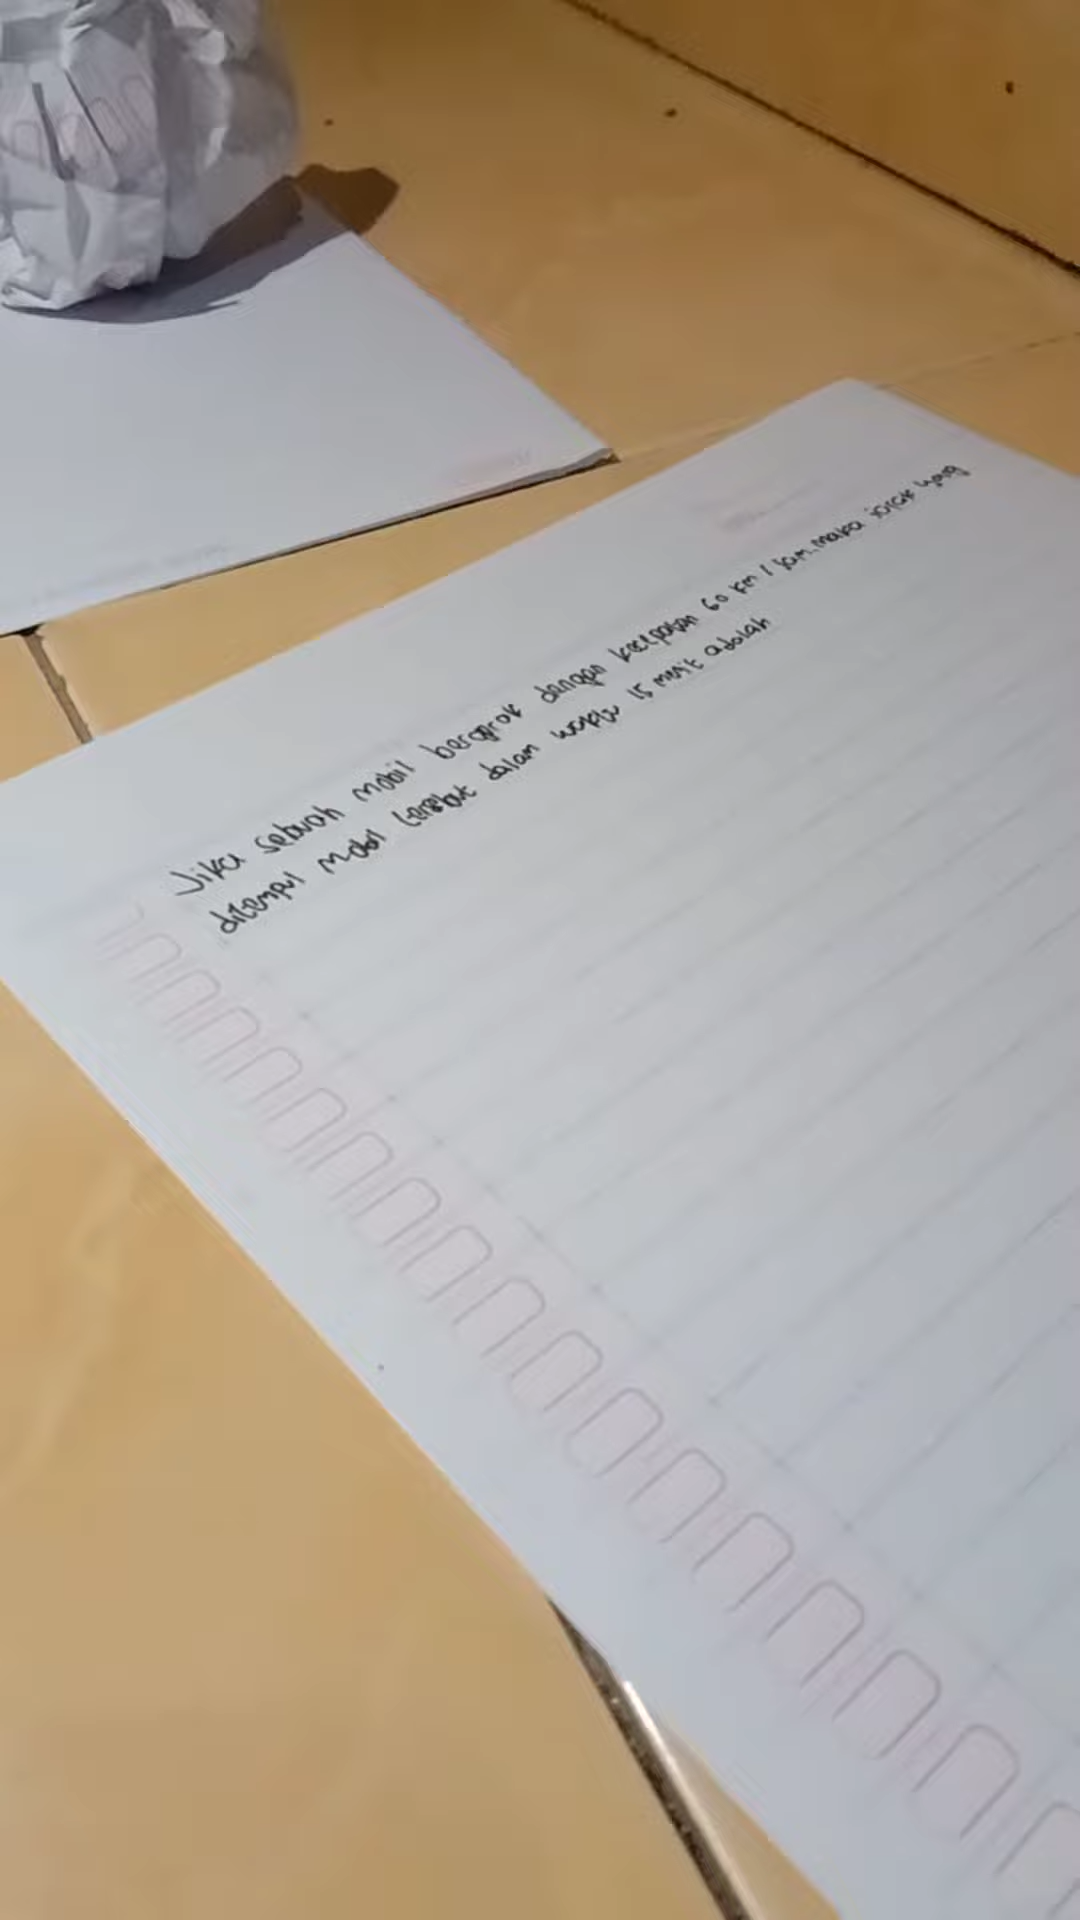 Jika sebuah mobil bergerak dengan kecepatan 60 km / jam, maka jarak yang
ditempuh mobil tersebut dalam waktu 15 menit adalah